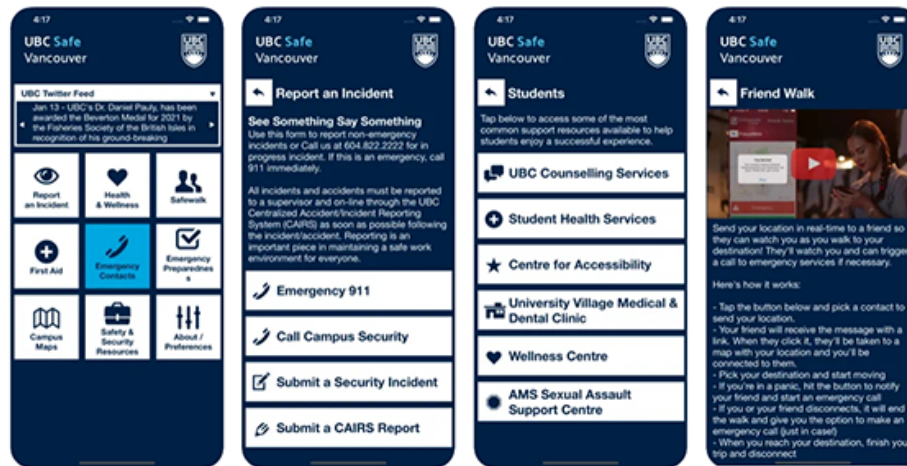 4:17
UBC Safe
Vancouver
UBC
UBC Twitter Feed
Jan 13 - UBC's Dr. Daniel Pauly, has been
awarded the Beverton Medal for 2021 by
the Fisheries Society of the British Isles in
recognition of his ground-breaking
Report
an Incident
Health
& Wellness
Safewalk
First Aid
Emergency
Contacts
Emergency
Preparednes
s
Campus
Maps
Safety &
Security
Resources
About /
Preferences
4:17
UBC Safe
Vancouver
UBC
Report an Incident
See Something Say Something
Use this form to report non-emergency
incidents or Call us at 604.822.2222 for in
progress incident. If this is an emergency, call
911 immediately.
All incidents and accidents must be reported
to a supervisor and on-line through the UBC
Centralized Accident/Incident Reporting
System (CAIRS) as soon as possible following
the incident/accident. Reporting is an
important piece in maintaining a safe work
environment for everyone.
Emergency 911
Call Campus Security
Submit a Security Incident
Submit a CAIRS Report
4:17
UBC Safe
Vancouver
UBC
Students
Tap below to access some of the most
common support resources available to help
students enjoy a successful experience.
UBC Counselling Services
Student Health Services
Centre for Accessibility
University Village Medical &
Dental Clinic
Wellness Centre
AMS Sexual Assault
Support Centre
4:17
UBC Safe
Vancouver
UBC
Friend Walk
Send your location in real-time to a friend so
they can watch you as you walk to your
destination! They'll watch you and can trigger
a call to emergency services if necessary.
Here's how it works:
- Tap the button below and pick a contact to
send your location.
- Your friend will receive the message with a
link. When they click it, they'll be taken to a
map with your location and you'll be
connected to them.
- Pick your destination and start moving
- If you're in a panic, hit the button to notify
your friend and start an emergency call
- If you or your friend disconnects, it will end
the walk and give you the option to make an
emergency call (just in case!)
- When you reach your destination, finish you
trip and disconnect